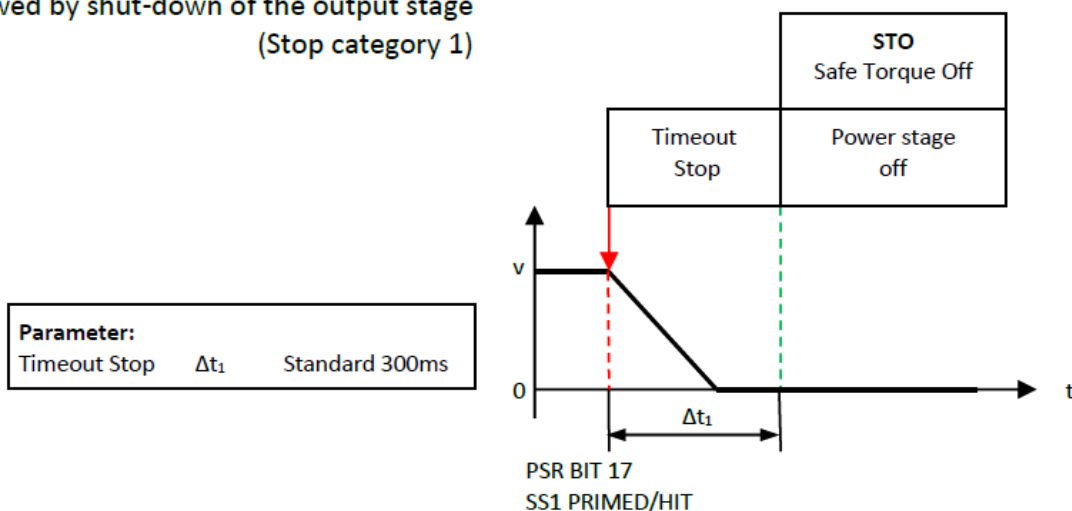 by shut-down of the output stage
(Stop category 1)
STO
Safe Torque Off
Timeout
Stop
Power stage
off
v
Parameter:
Timeout Stop Δt₁ Standard 300ms
0
t
Δt₁
PSR BIT 17
SS1 PRIMED/HIT